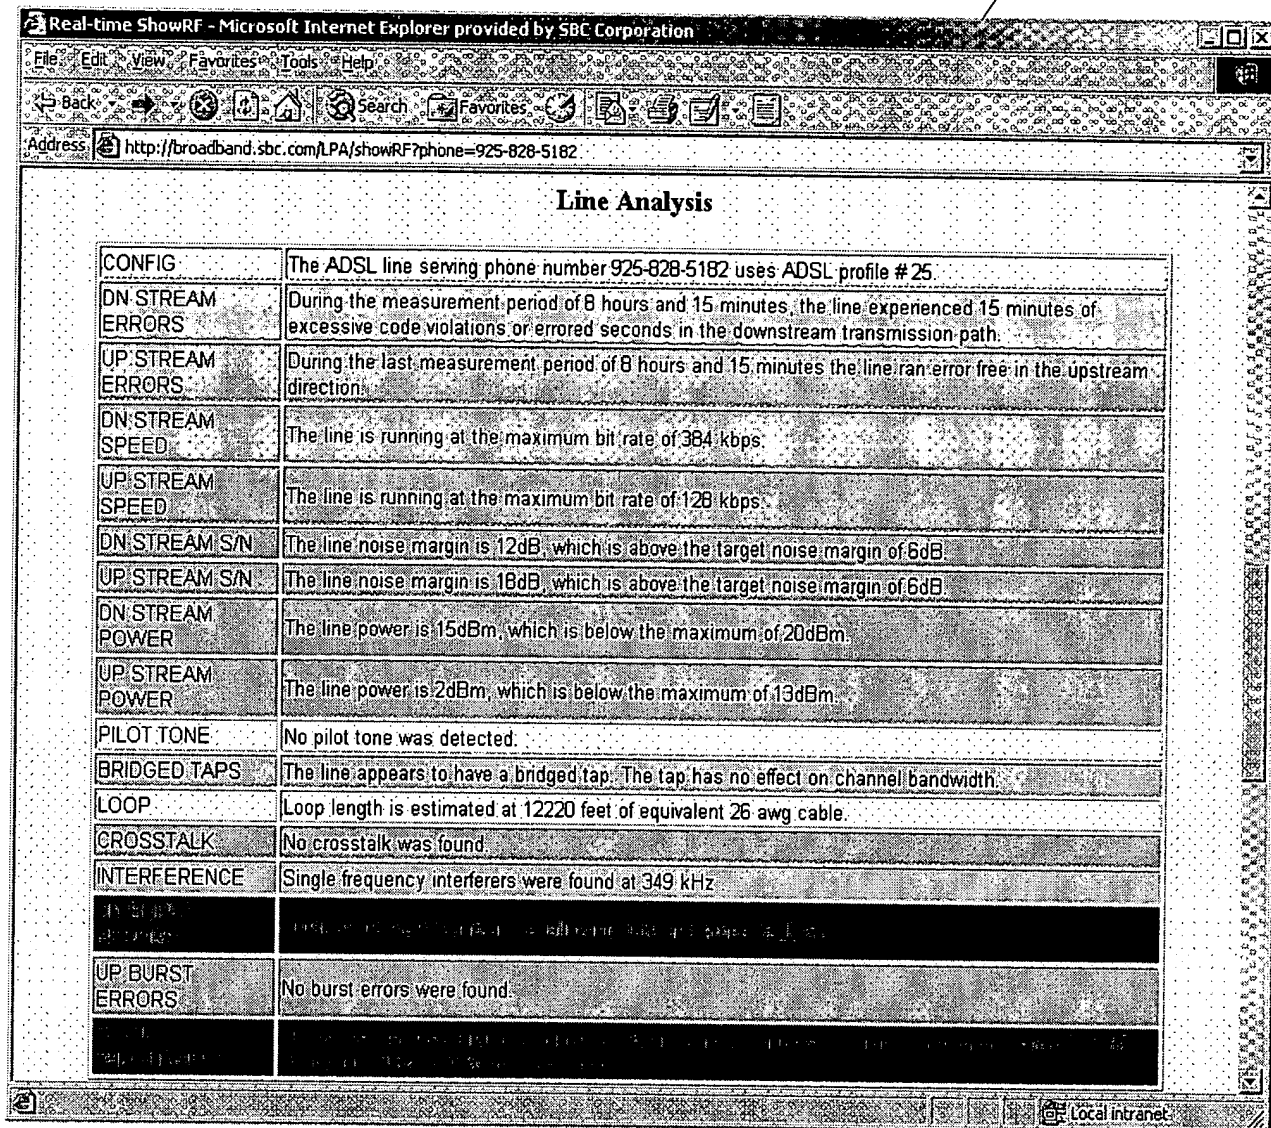 Real-time ShowRF - Microsoft Internet Explorer provided by SBC Corporation
File Edit View Favorites Tools Help
Back Search Favorites
Address http://broadband.sbc.com/LPA/showRF?phone=925-828-5182
Line Analysis
CONFIG The ADSL line serving phone number 925-828-5182 uses ADSL profile # 25.
DN STREAM ERRORS During the measurement period of 8 hours and 15 minutes, the line experienced 15 minutes of
excessive code violations or errored seconds in the downstream transmission path.
UP STREAM ERRORS During the last measurement period of 8 hours and 15 minutes the line ran error free in the upstream
direction.
DN STREAM SPEED The line is running at the maximum bit rate of 384 kbps.
UP STREAM SPEED The line is running at the maximum bit rate of 128 kbps.
DN STREAM S/N The line noise margin is 12dB, which is above the target noise margin of 6dB.
UP STREAM S/N The line noise margin is 18dB, which is above the target noise margin of 6dB.
DN STREAM POWER The line power is 15dBm, which is below the maximum of 20dBm.
UP STREAM POWER The line power is 2dBm, which is below the maximum of 13dBm.
PILOT TONE No pilot tone was detected.
BRIDGED TAPS The line appears to have a bridged tap. The tap has no effect on channel bandwidth.
LOOP Loop length is estimated at 12220 feet of equivalent 26 awg cable.
CROSSTALK No crosstalk was found
INTERFERENCE Single frequency interferers were found at 349 kHz
UP BURST ERRORS No burst errors were found.
Local intranet